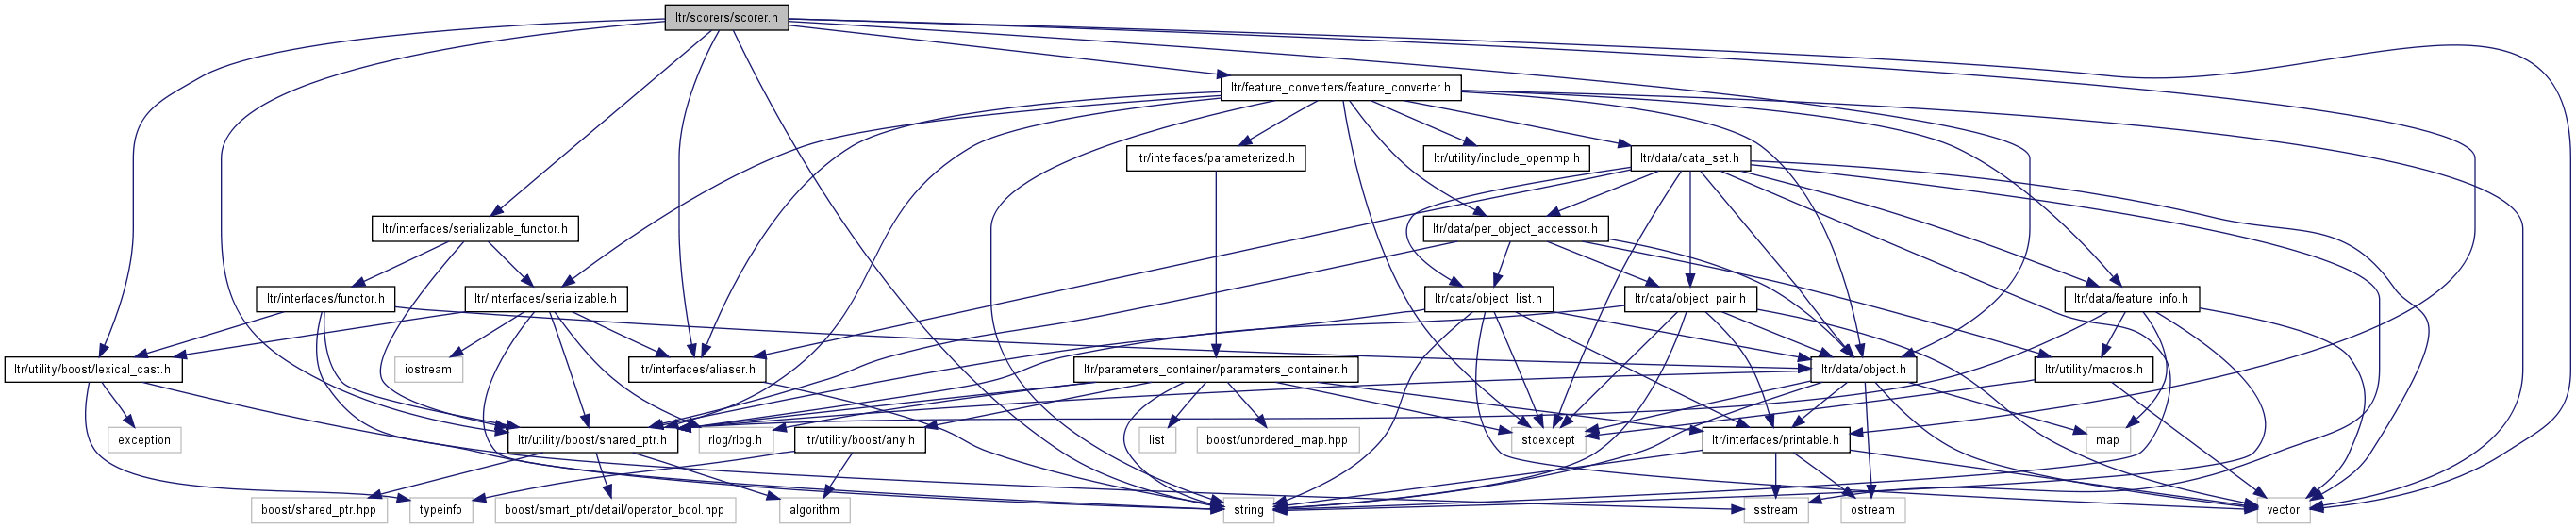 ltr/scorers/scorer.h
ltr/feature_converters/feature_converter.h
ltr/interfaces/parameterized.h
ltr/utility/include_openmp.h
ltr/data/data_set.h
ltr/interfaces/serializable_functor.h
ltr/data/per_object_accessor.h
ltr/interfaces/functor.h
ltr/interfaces/serializable.h
ltr/data/object_list.h
ltr/data/object_pair.h
ltr/data/feature_info.h
ltr/utility/boost/lexical_cast.h
iostream
ltr/interfaces/aliaser.h
ltr/parameters_container/parameters_container.h
ltr/data/object.h
ltr/utility/macros.h
exception
ltr/utility/boost/shared_ptr.h
rlog/rlog.h
ltr/utility/boost/any.h
list
boost/unordered_map.hpp
stdexcept
ltr/interfaces/printable.h
map
boost/shared_ptr.hpp
typeinfo
boost/smart_ptr/detail/operator_bool.hpp
algorithm
string
sstream
ostream
vector